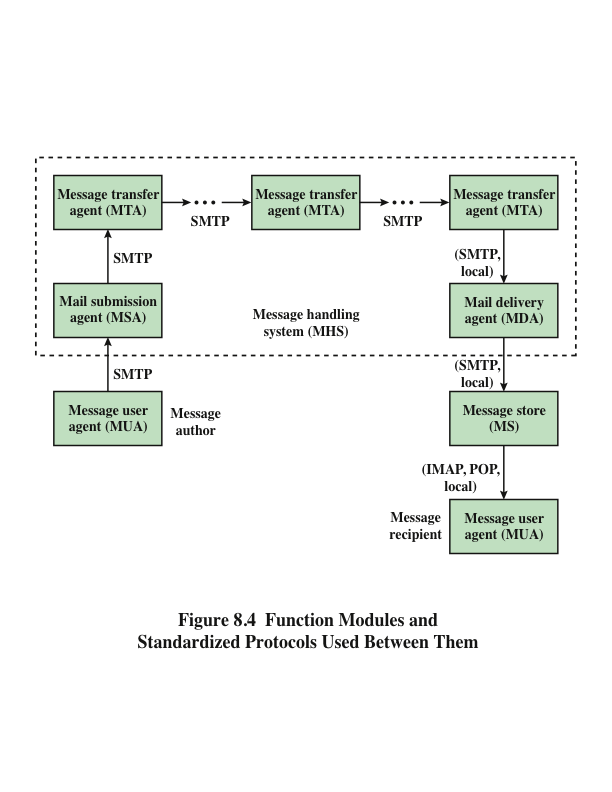 Message transfer
agent (MTA)
SMTP
Message transfer
agent (MTA)
SMTP
Message transfer
agent (MTA)
SMTP
(SMTP,
local)
Mail submission
agent (MSA)
Message handling
system (MHS)
Mail delivery
agent (MDA)
SMTP
(SMTP,
local)
Message user
agent (MUA)
Message
author
Message store
(MS)
(IMAP, POP,
local)
Message
recipient
Message user
agent (MUA)
Figure 8.4 Function Modules and
Standardized Protocols Used Between Them